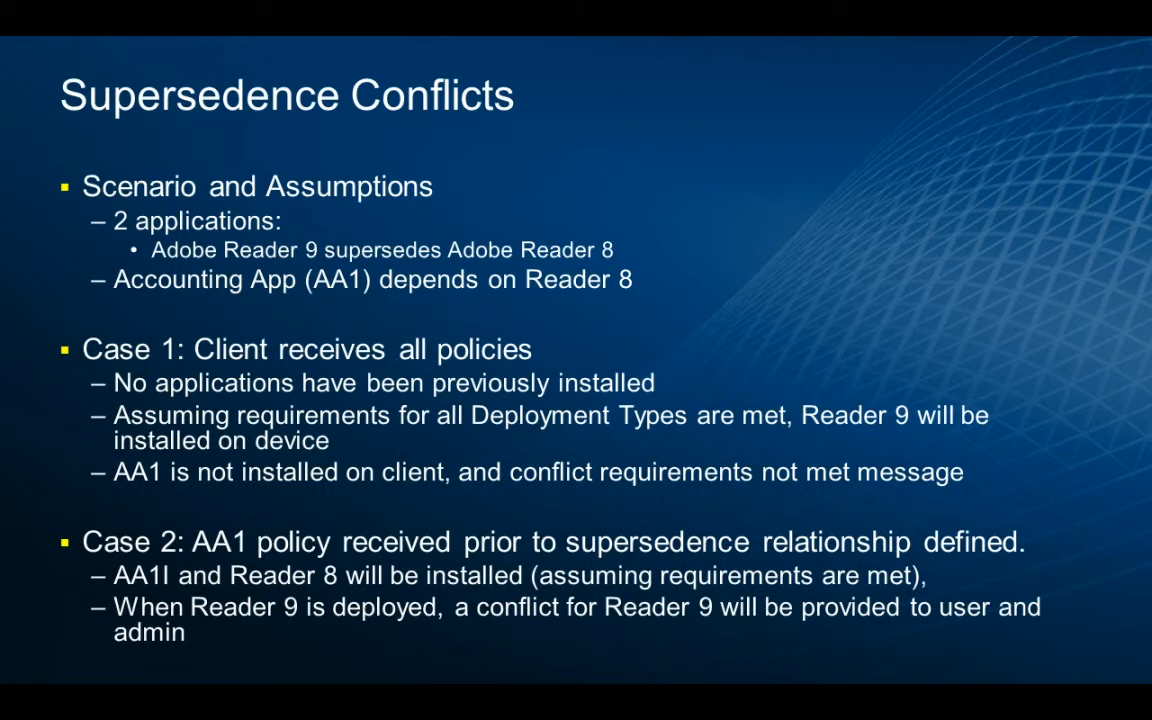 Supersedence Conflicts
▪ Scenario and Assumptions
– 2 applications:
• Adobe Reader 9 supersedes Adobe Reader 8
– Accounting App (AA1) depends on Reader 8
▪ Case 1: Client receives all policies
– No applications have been previously installed
– Assuming requirements for all Deployment Types are met, Reader 9 will be
installed on device
– AA1 is not installed on client, and conflict requirements not met message
▪ Case 2: AA1 policy received prior to supersedence relationship defined.
– AA1I and Reader 8 will be installed (assuming requirements are met),
– When Reader 9 is deployed, a conflict for Reader 9 will be provided to user and
admin